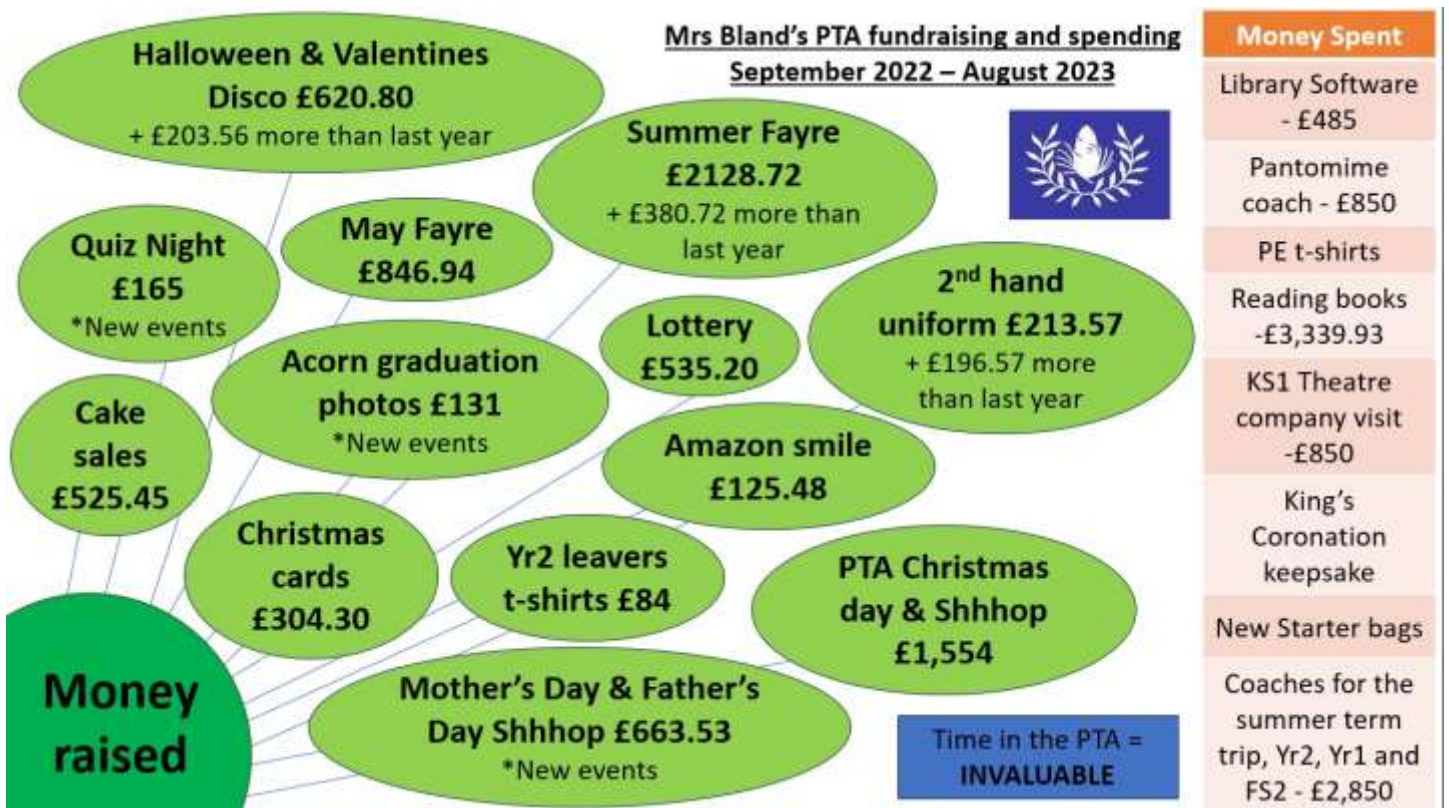 Mrs Bland's PTA fundraising and spending
September 2022 – August 2023
Halloween & Valentines
Disco £620.80
+ £203.56 more than last year
Summer Fayre
£2128.72
+ £380.72 more than
last year
Quiz Night
£165
*New events
May Fayre
£846.94
2nd hand
uniform £213.57
+ £196.57 more
than last year
Lottery
£535.20
Acorn graduation
photos £131
*New events
Cake
sales
£525.45
Amazon smile
£125.48
Christmas
cards
£304.30
Yr2 leavers
t-shirts £84
PTA Christmas
day & Shhhop
£1,554
Mother's Day & Father's
Day Shhhop £663.53
*New events
Money
raised
Time in the PTA =
INVALUABLE
Money Spent
Library Software
- £485
Pantomime
coach - £850
PE t-shirts
Reading books
-£3,339.93
KS1 Theatre
company visit
-£850
King's
Coronation
keepsake
New Starter bags
Coaches for the
summer term
trip, Yr2, Yr1 and
FS2 - £2,850